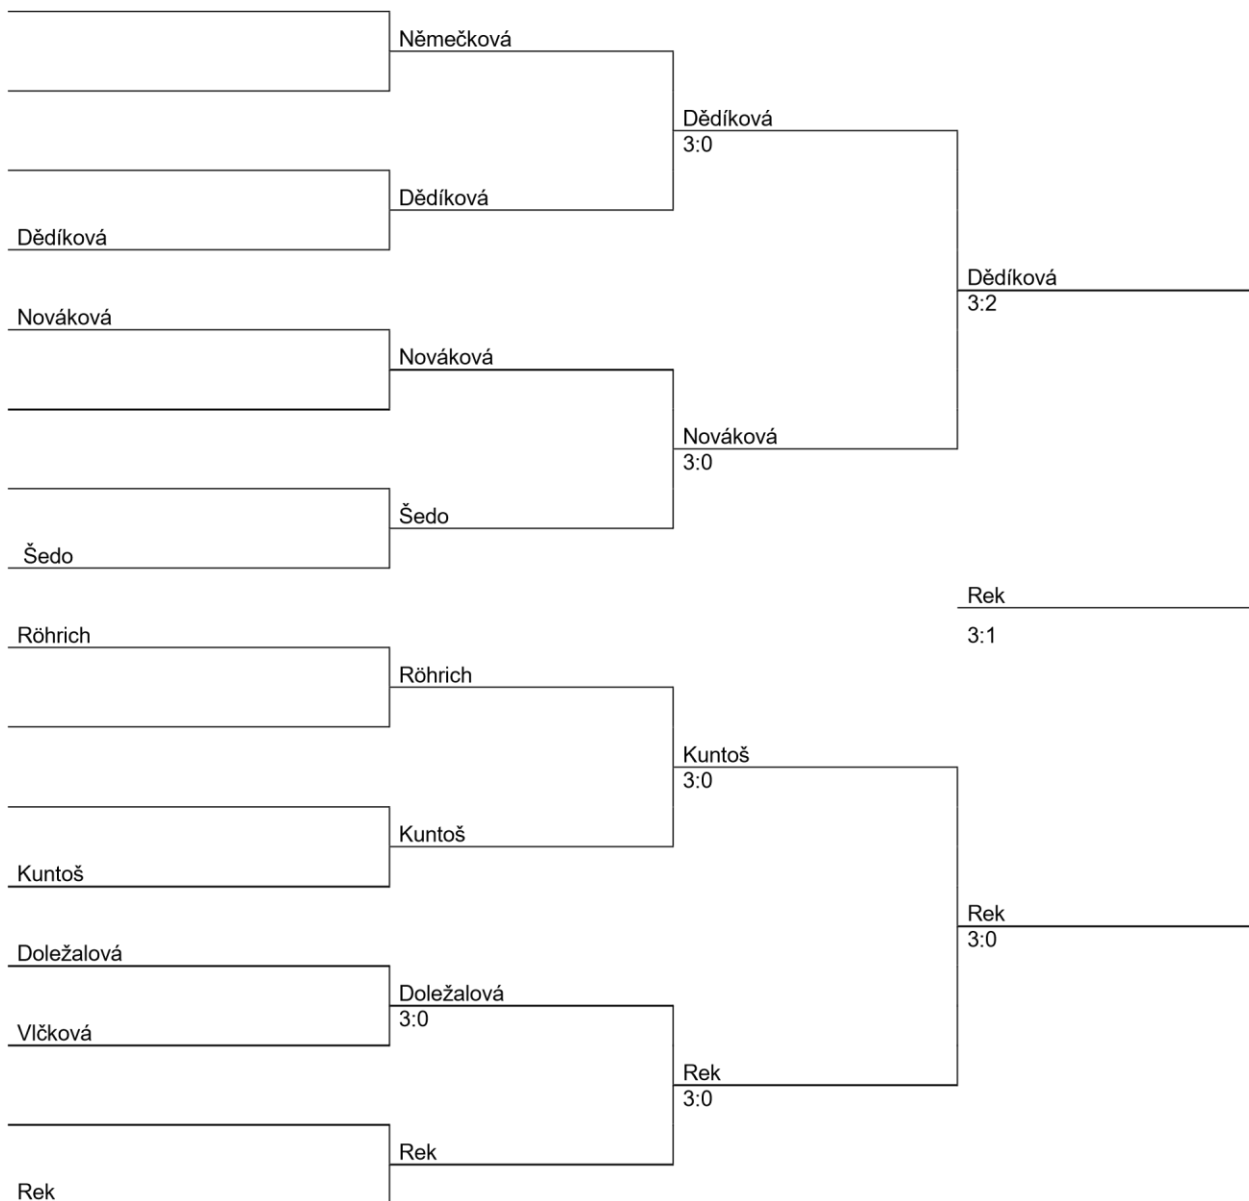 Němečková
Dědíková
3:0
Dědíková
Dědíková
Dědíková
3:2
Nováková
Nováková
Nováková
3:0
Šedo
Šedo
Rek
3:1
Röhrich
Röhrich
Kuntoš
3:0
Kuntoš
Kuntoš
Rek
3:0
Doležalová
Doležalová
3:0
Vlčková
Rek
3:0
Rek
Rek